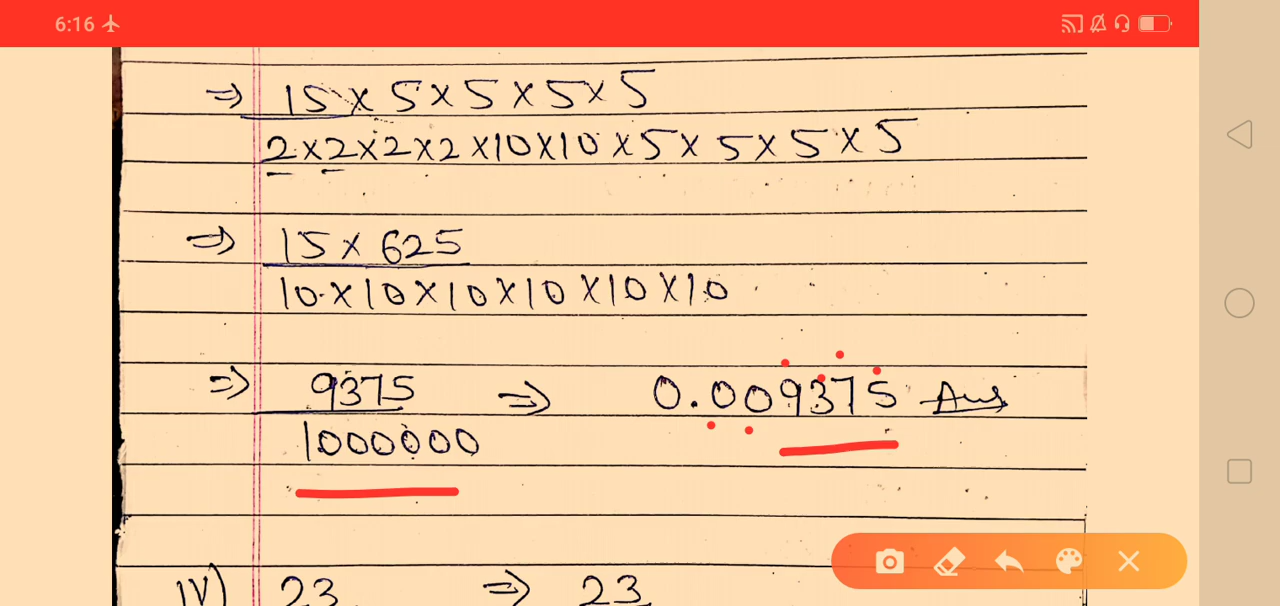 6:16
⇒ 15 × 5 × 5 × 5 × 5
2 × 2 × 2 × 2 × 10 × 10 × 5 × 5 × 5 × 5
⇒ 15 × 625
10 × 10 × 10 × 10 × 10 × 10
⇒ 9375 ⇒ 0.009375 Ans
1000000
IV) 23 ⇒ 23